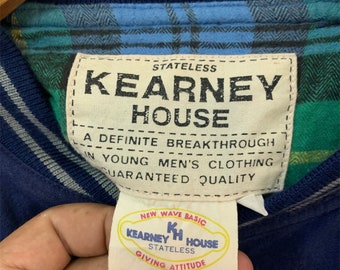 STATELESS
KEARNEY
HOUSE
A DEFINITE BREAKTHROUGH
IN YOUNG MEN'S CLOTHING
GUARANTEED QUALITY
NEW WAVE BASIC
KH
KEARNEY HOUSE
STATELESS
GIVING ATTITUDE